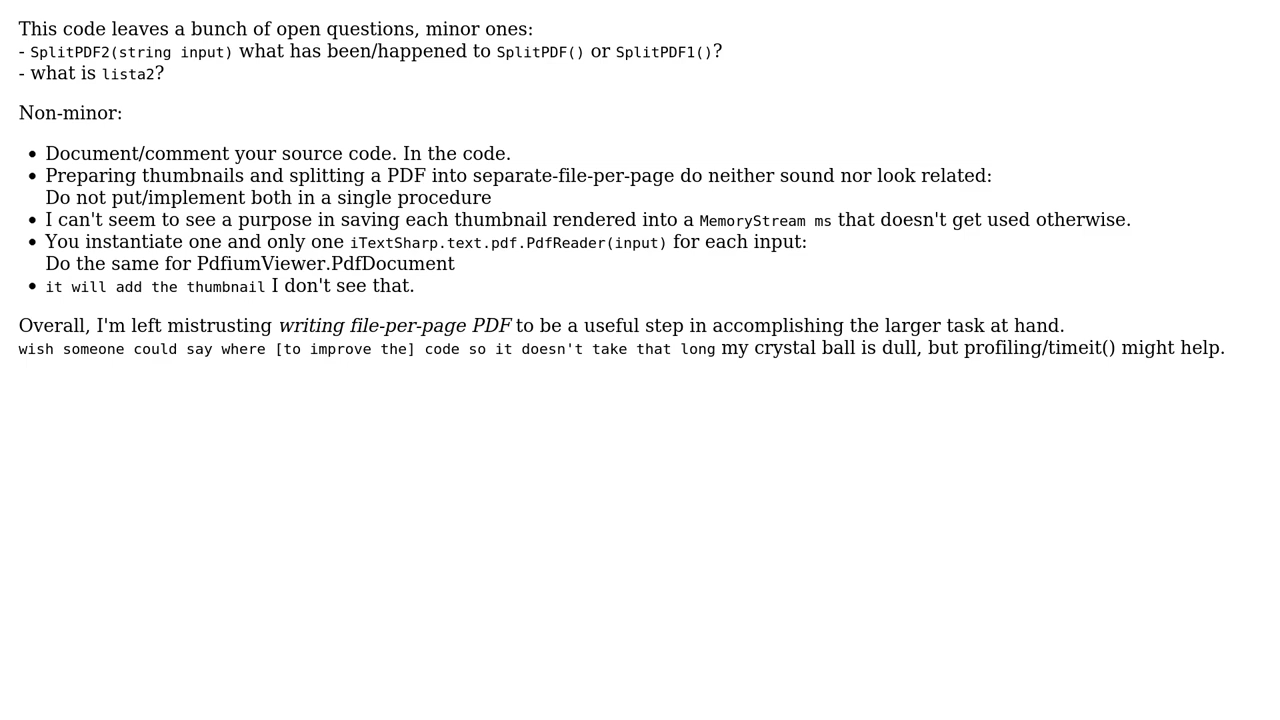 This code leaves a bunch of open questions, minor ones:
- SplitPDF2(string input) what has been/happened to SplitPDF() or SplitPDF1()?
- what is lista2?
Non-minor:
• Document/comment your source code. In the code.
• Preparing thumbnails and splitting a PDF into separate-file-per-page do neither sound nor look related:
Do not put/implement both in a single procedure
• I can't seem to see a purpose in saving each thumbnail rendered into a MemoryStream ms that doesn't get used otherwise.
• You instantiate one and only one iTextSharp.text.pdf.PdfReader(input) for each input:
Do the same for PdfiumViewer.PdfDocument
• it will add the thumbnail I don't see that.
Overall, I'm left mistrusting writing file-per-page PDF to be a useful step in accomplishing the larger task at hand.
wish someone could say where [to improve the] code so it doesn't take that long my crystal ball is dull, but profiling/timeit() might help.